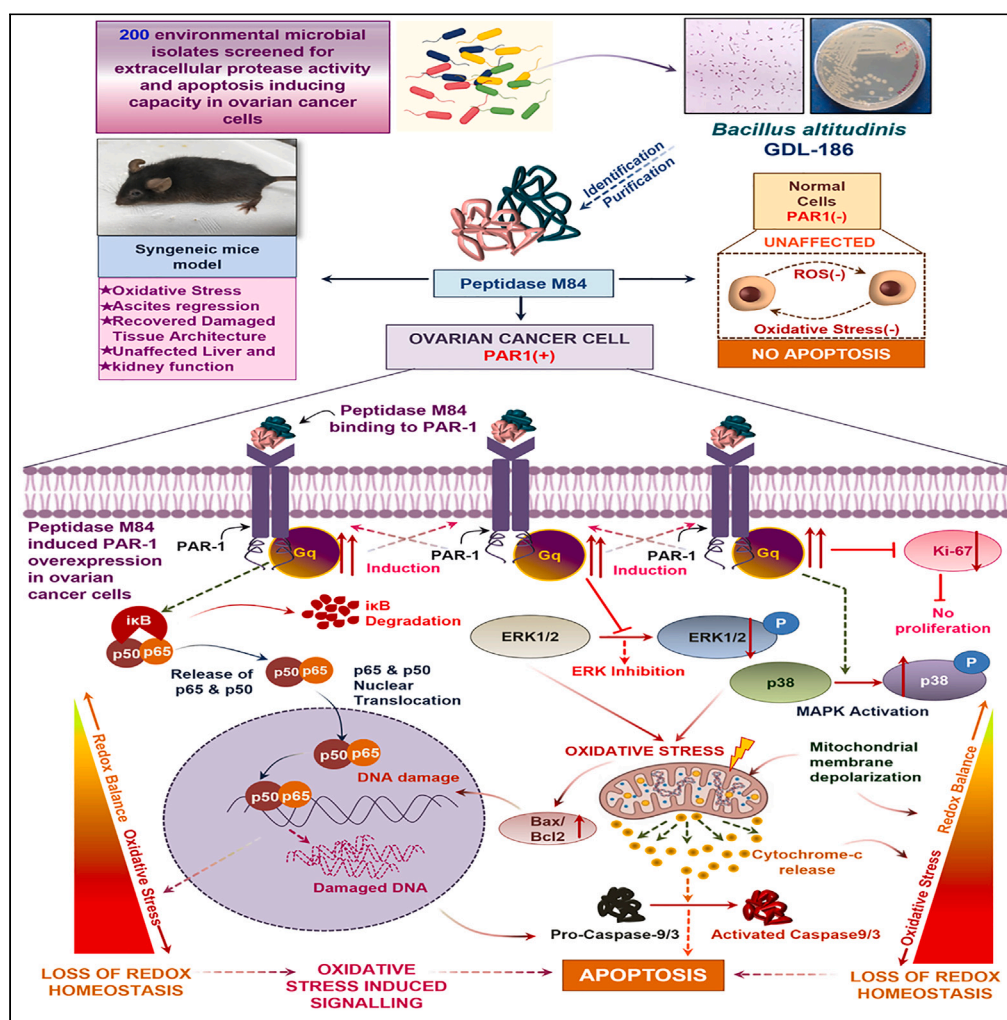 200 environmental microbial
isolates screened for
extracellular protease activity
and apoptosis inducing
capacity in ovarian cancer
cells
Bacillus altitudinis
GDL-186
Identification
Purification
Syngeneic mice
model
★Oxidative Stress
★Ascites regression
★Recovered Damaged
Tissue Architecture
★Unaffected Liver and
★kidney function
Peptidase M84
Normal
Cells
PAR1(-)
UNAFFECTED
ROS(-)
Oxidative Stress(-)
NO APOPTOSIS
OVARIAN CANCER CELL
PAR1(+)
Peptidase M84
binding to PAR-1
Peptidase M84
induced PAR-1
overexpression
in ovarian
cancer cells
PAR-1
Gq
Induction
PAR-1
Gq
Induction
PAR-1
Gq
Ki-67
No
proliferation
iκB
p50
p65
iκB
Degradation
Release of
p65 & p50
p50
p65
p65 & p50
Nuclear
Translocation
ERK1/2
ERK1/2
P
ERK Inhibition
p38
p38
P
MAPK Activation
OXIDATIVE STRESS
Mitochondrial
membrane
depolarization
p50
p65
DNA damage
p50
p65
Damaged DNA
Bax/
Bcl2
Cytochrome-c
release
Pro-Caspase-9/3
Activated Caspase9/3
Redox Balance
Oxidative Stress
Redox Balance
Oxidative Stress
LOSS OF REDOX
HOMEOSTASIS
OXIDATIVE
STRESS INDUCED
SIGNALLING
APOPTOSIS
LOSS OF REDOX
HOMEOSTASIS